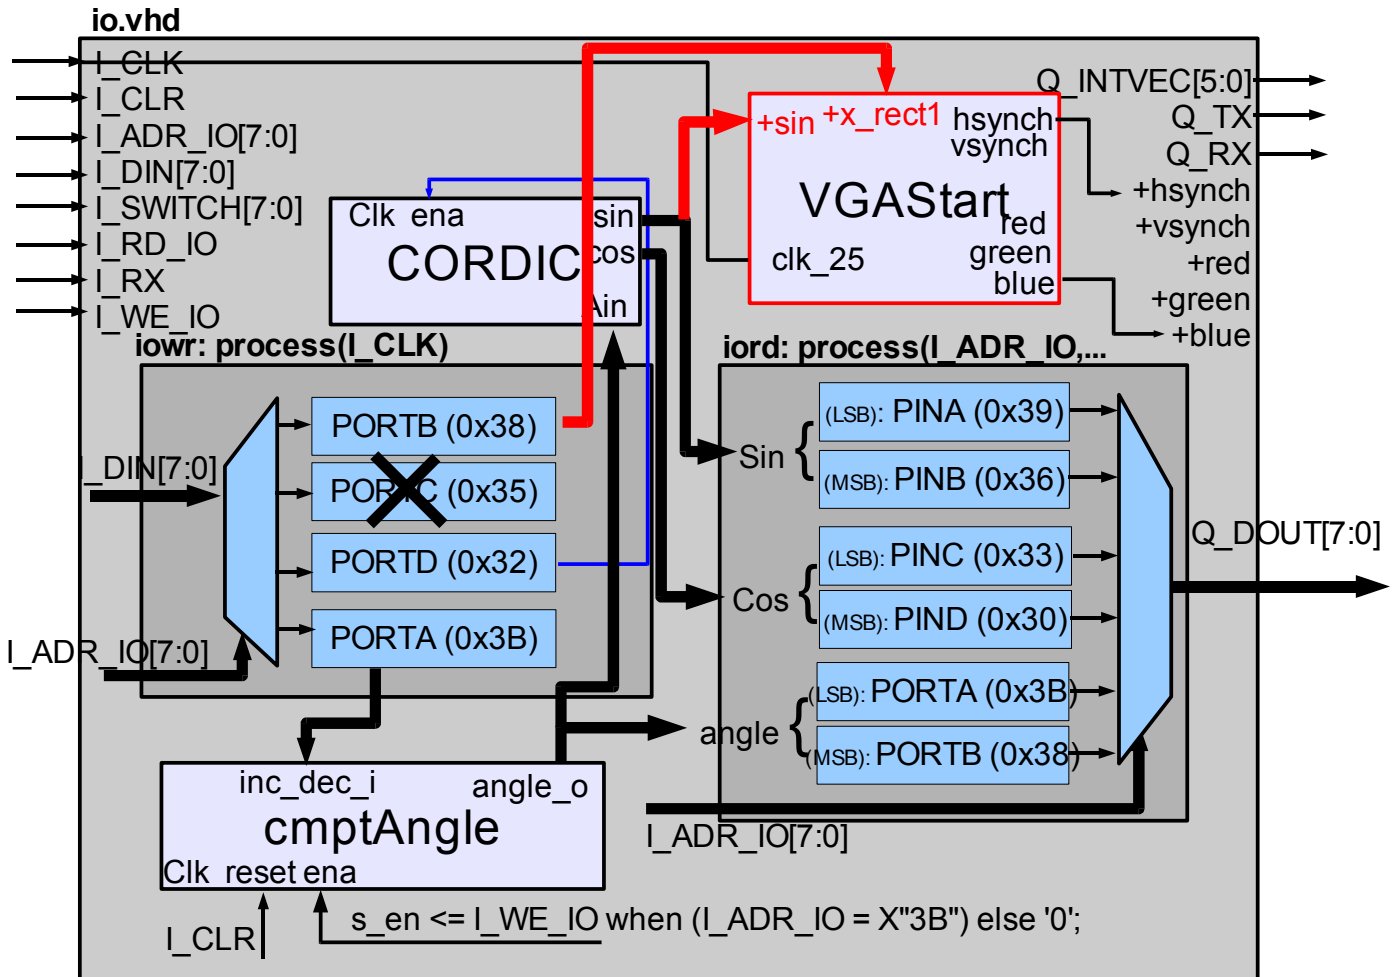 io.vhd
I_CLK
I_CLR
I_ADR_IO[7:0]
I_DIN[7:0]
I_SWITCH[7:0]
I_RD_IO
I_RX
I_WE_IO
Clk ena
sin
cos
CORDIC
Ain
+sin +x_rect1 hsynch
vsynch
VGAStart
red
green
clk_25
blue
Q_INTVEC[5:0]
Q_TX
Q_RX
+hsynch
+vsynch
+red
+green
+blue
iowr: process(I_CLK)
I_DIN[7:0]
PORTB (0x38)
PORTC (0x35)
PORTD (0x32)
PORTA (0x3B)
I_ADR_IO[7:0]
iord: process(I_ADR_IO,...
Sin {
(LSB): PINA (0x39)
(MSB): PINB (0x36)
Cos {
(LSB): PINC (0x33)
(MSB): PIND (0x30)
angle {
(LSB): PORTA (0x3B)
(MSB): PORTB (0x38)
I_ADR_IO[7:0]
Q_DOUT[7:0]
inc_dec_i angle_o
cmptAngle
Clk reset ena
I_CLR
s_en <= I_WE_IO when (I_ADR_IO = X"3B") else '0';